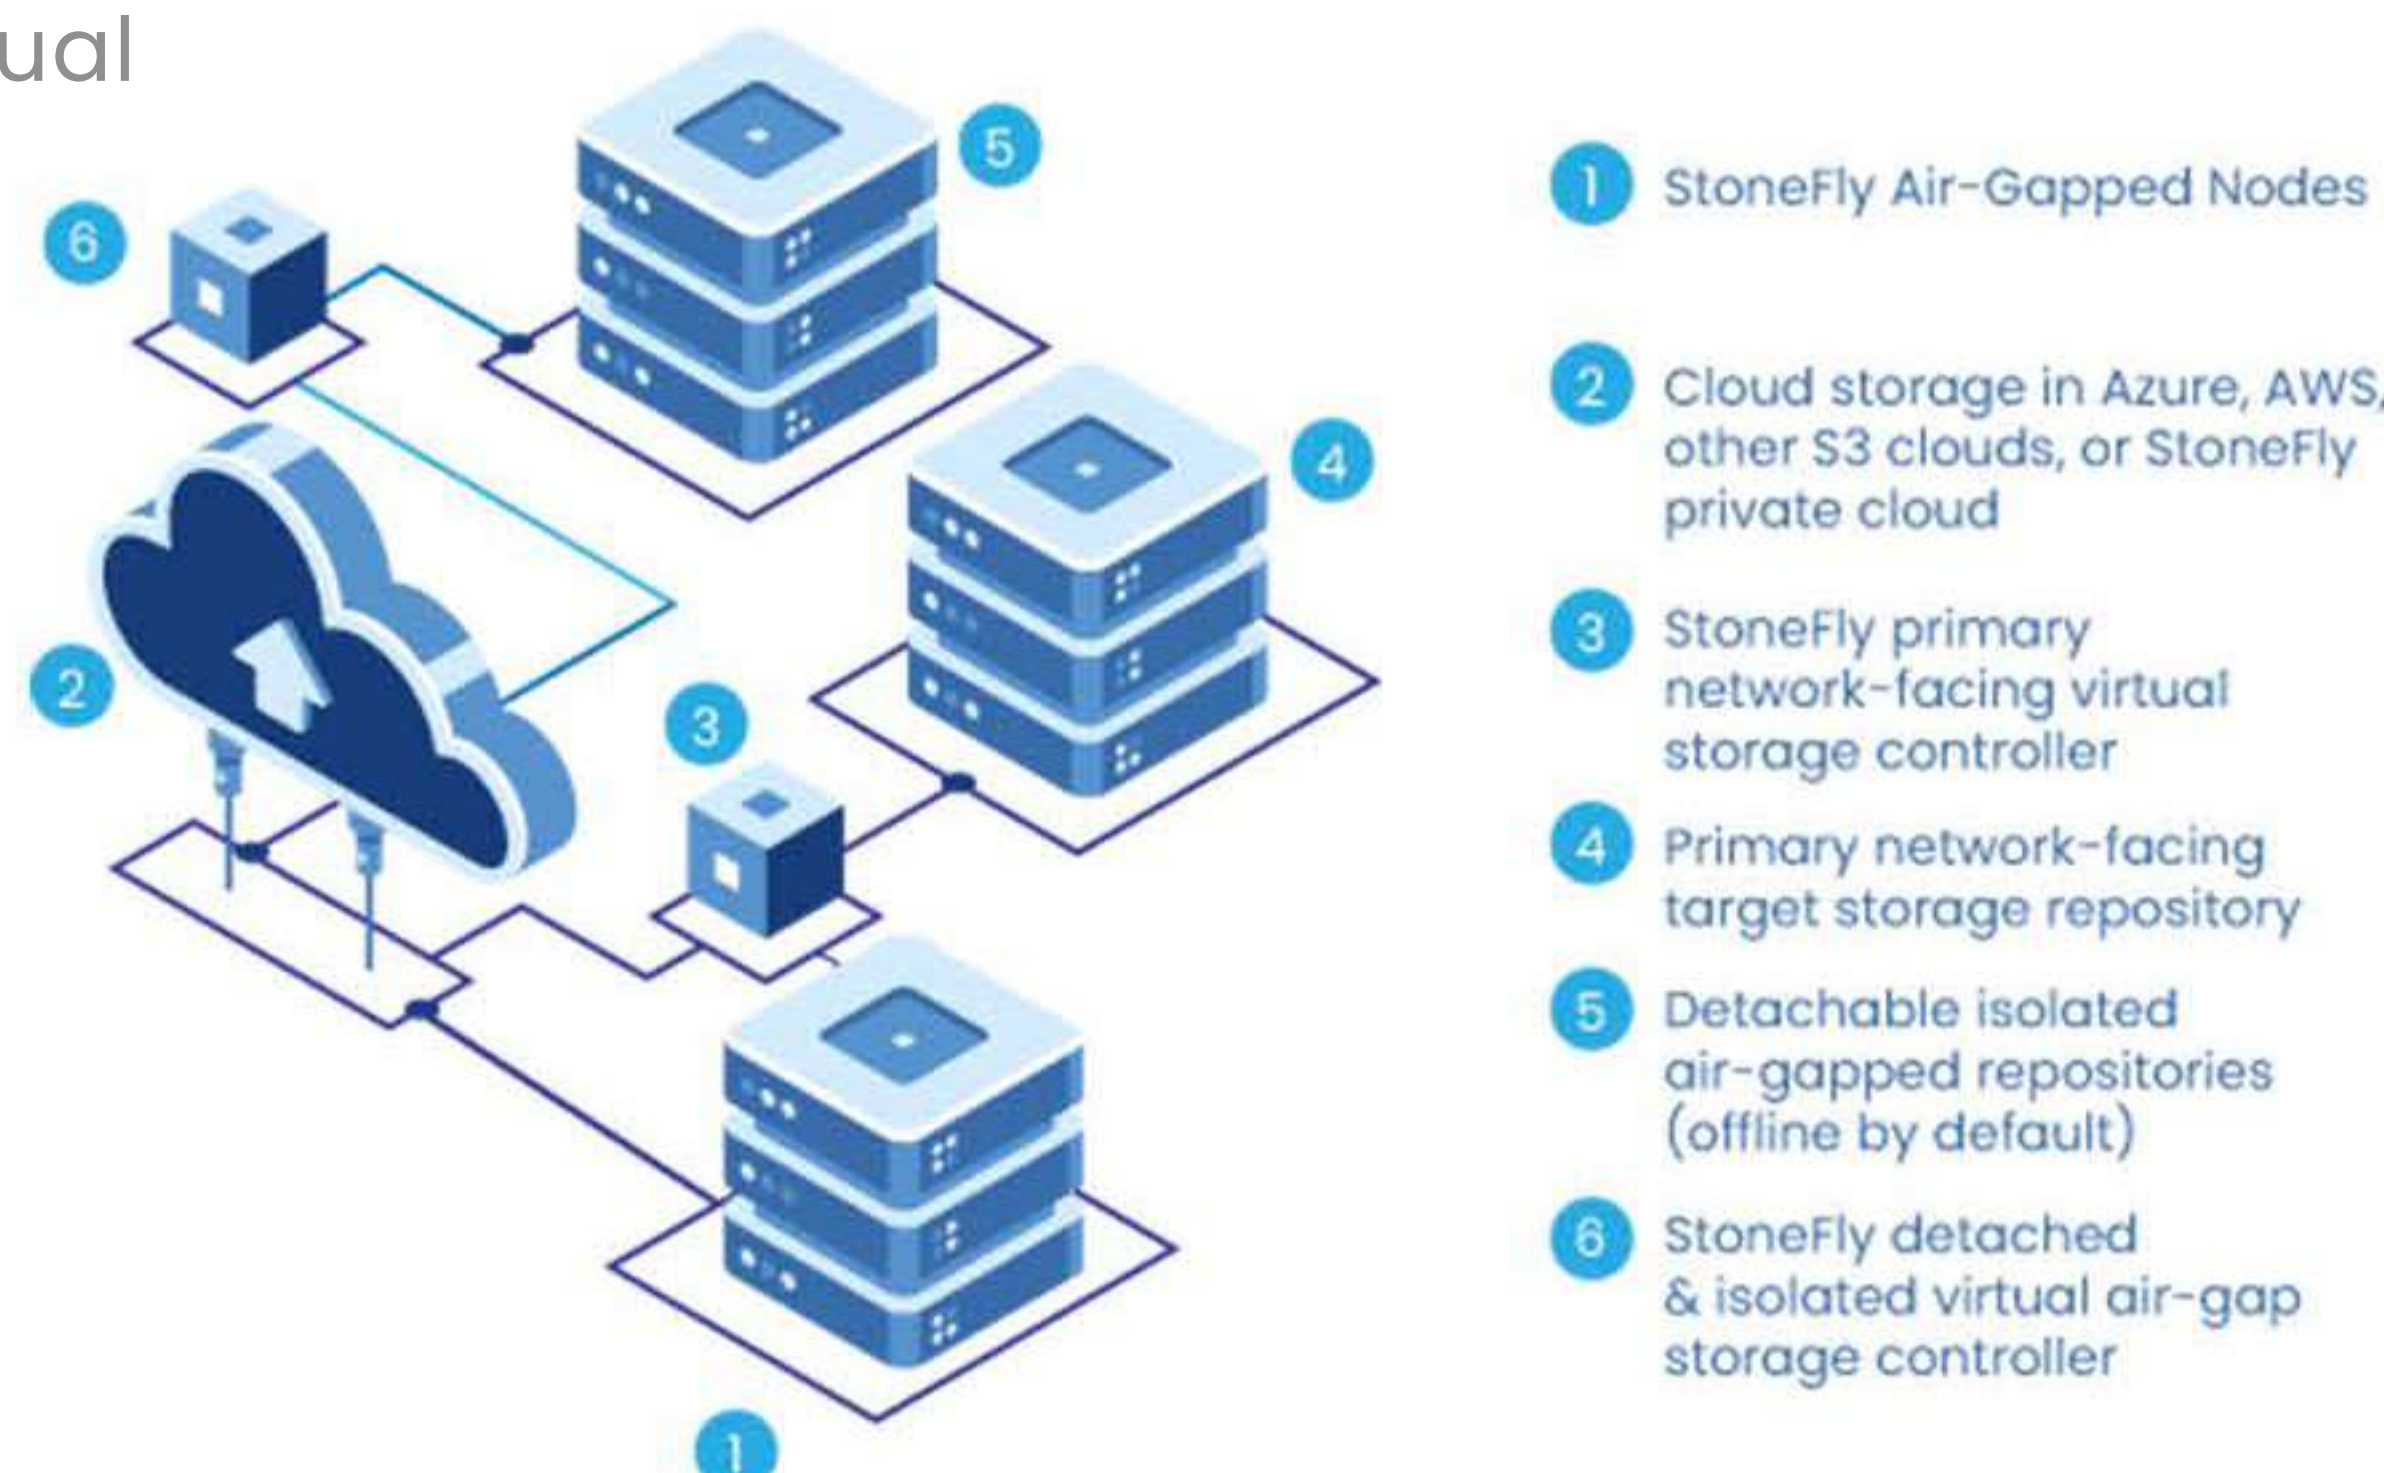 ual
5
6
4
2
3
1
1 StoneFly Air-Gapped Nodes
2 Cloud storage in Azure, AWS,
other S3 clouds, or StoneFly
private cloud
3 StoneFly primary
network-facing virtual
storage controller
4 Primary network-facing
target storage repository
5 Detachable isolated
air-gapped repositories
(offline by default)
6 StoneFly detached
& isolated virtual air-gap
storage controller